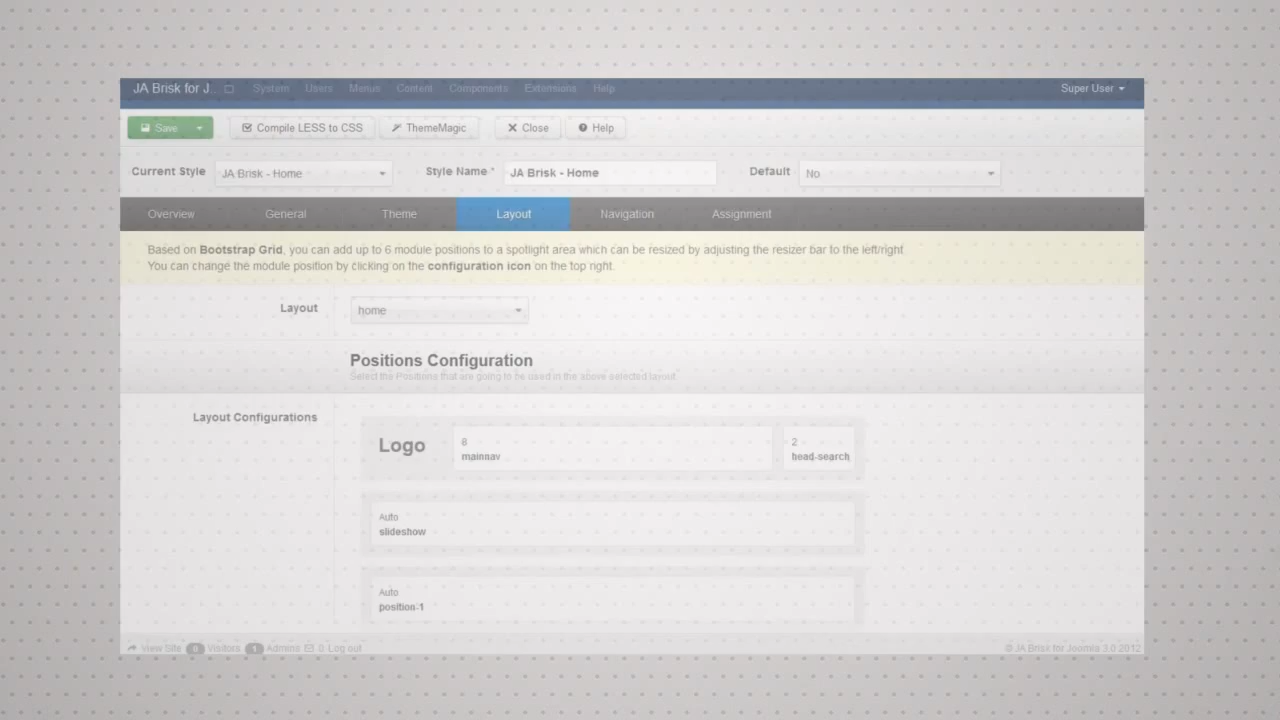 JA Brisk for J... System Users Menus Content Components Extensions Help Super User
Save Compile LESS to CSS ThemeMagic Close Help
Current Style JA Brisk - Home Style Name * JA Brisk - Home Default No
Overview General Theme Layout Navigation Assignment
Based on Bootstrap Grid, you can add up to 6 module positions to a spotlight area which can be resized by adjusting the resizer bar to the left/right
You can change the module position by clicking on the configuration icon on the top right.
Layout home
Positions Configuration
Select the Positions that are going to be used in the above selected layout
Layout Configurations
Logo
8
mainnav
2
head-search
Auto
slideshow
Auto
position-1
View Site 0 Visitors 1 Admins 0 Log out © JA Brisk for Joomla 3.0 2012